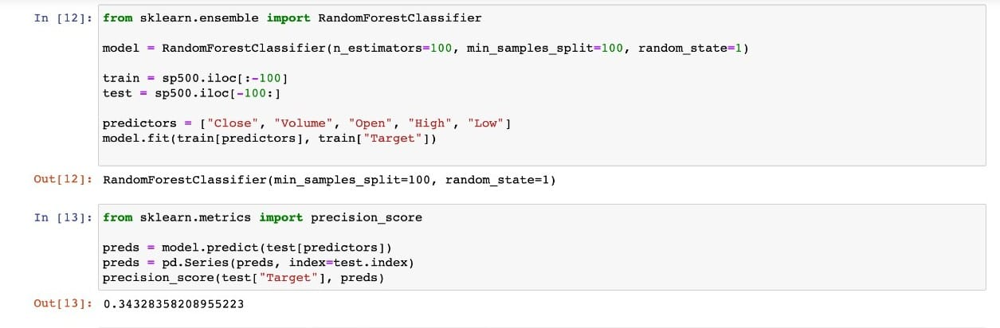 In [12]: from sklearn.ensemble import RandomForestClassifier
model = RandomForestClassifier(n_estimators=100, min_samples_split=100, random_state=1)
train = sp500.iloc[:-100]
test = sp500.iloc[-100:]
predictors = ["Close", "Volume", "Open", "High", "Low"]
model.fit(train[predictors], train["Target"])
Out[12]: RandomForestClassifier(min_samples_split=100, random_state=1)
In [13]: from sklearn.metrics import precision_score
preds = model.predict(test[predictors])
preds = pd.Series(preds, index=test.index)
precision_score(test["Target"], preds)
Out[13]: 0.34328358208955223